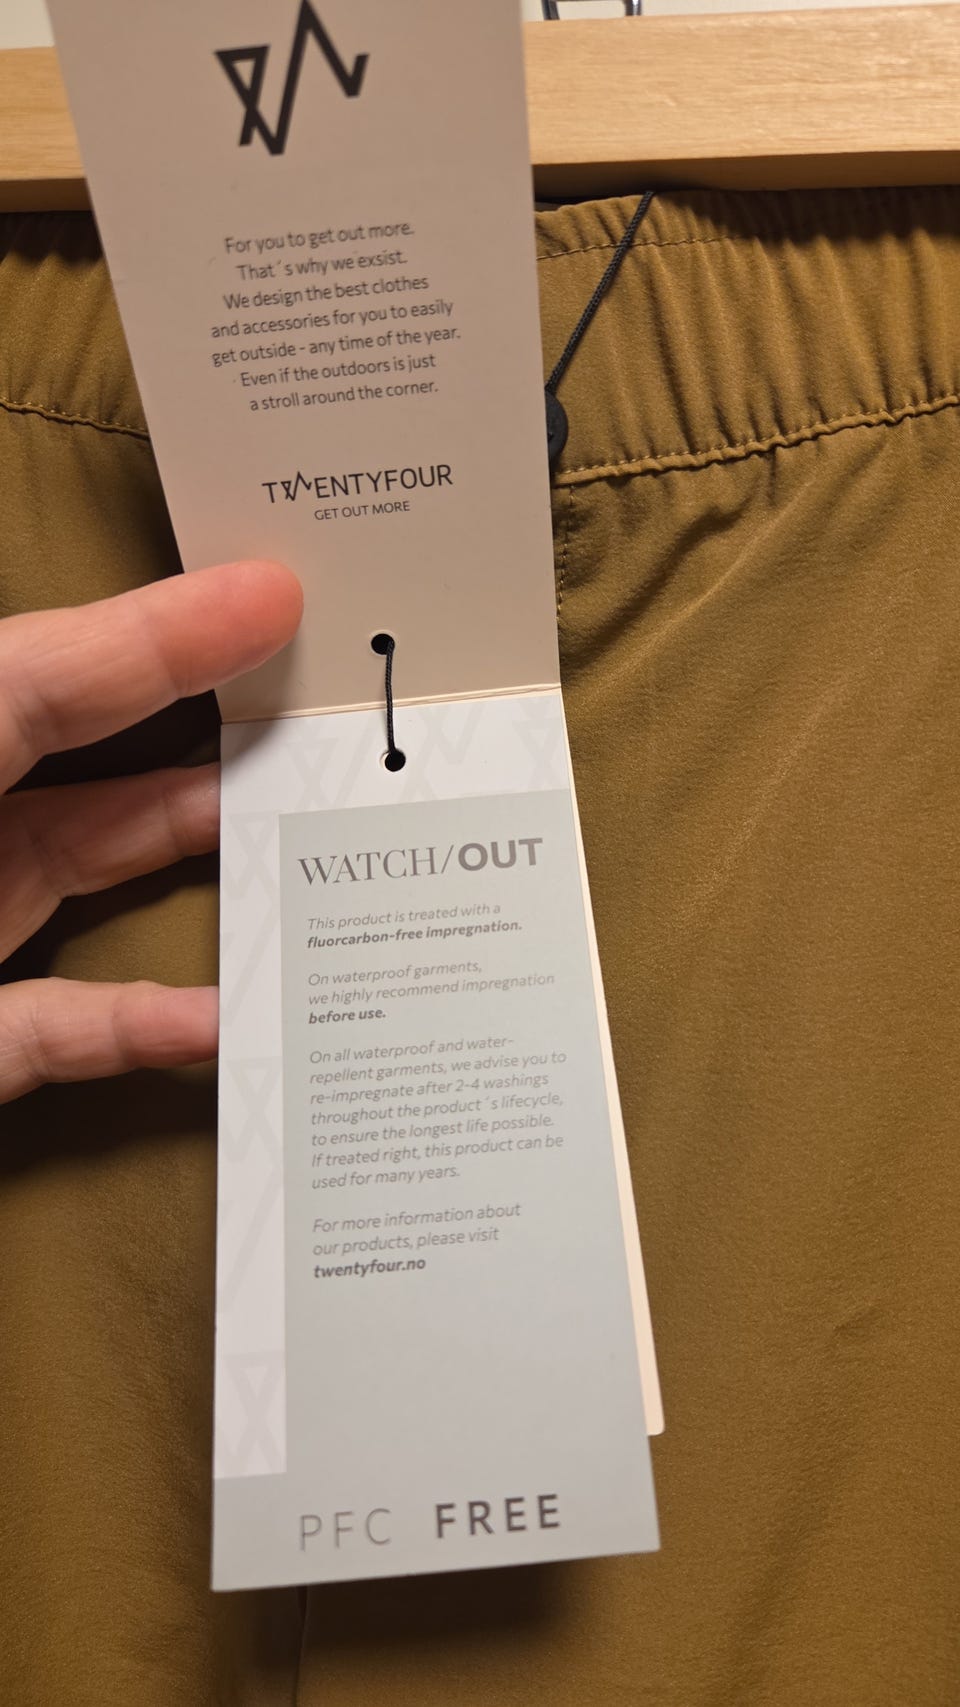 For you to get out more.
That´s why we exsist.
We design the best clothes
and accessories for you to easily
get outside - any time of the year.
Even if the outdoors is just
a stroll around the corner.
TWENTYFOUR
GET OUT MORE
WATCH/OUT
This product is treated with a
fluorcarbon-free impregnation.
On waterproof garments,
we highly recommend impregnation
before use.
On all waterproof and water-
repellent garments, we advise you to
re-impregnate after 2-4 washings
throughout the product´s lifecycle,
to ensure the longest life possible.
If treated right, this product can be
used for many years.
For more information about
our products, please visit
twentyfour.no
PFC FREE